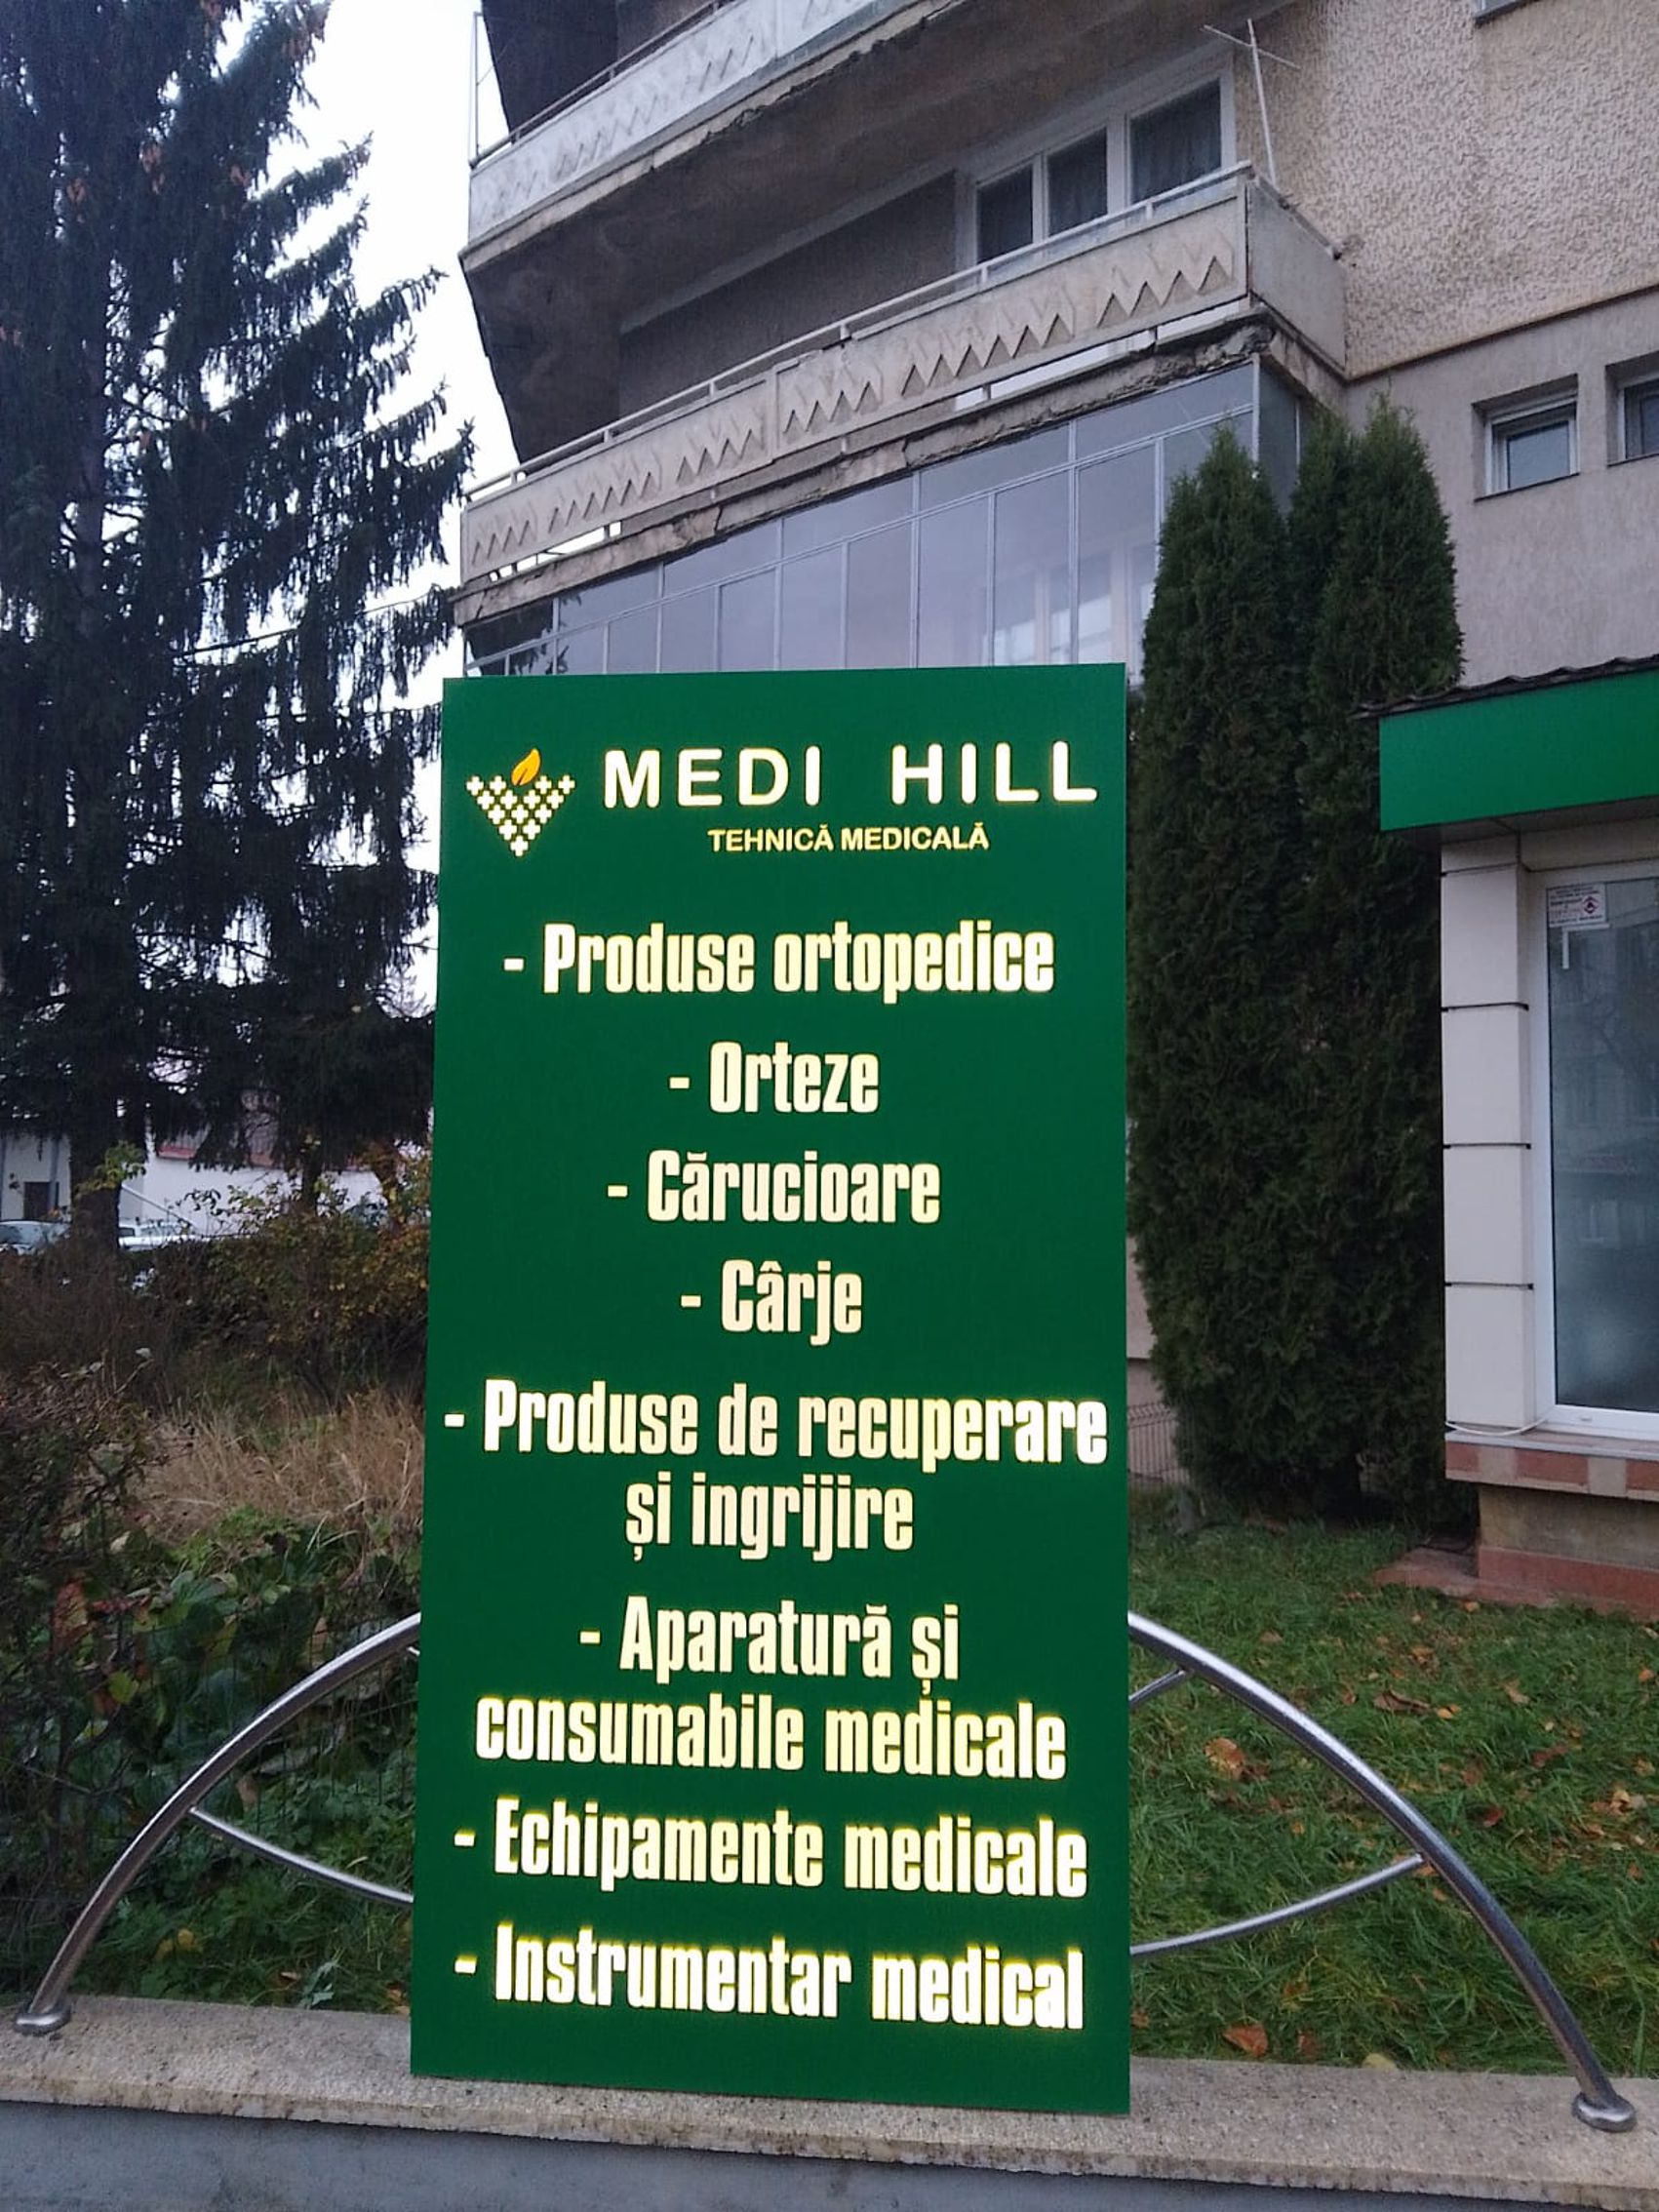 MEDI HILL
TEHNICĂ MEDICALĂ
- Produse ortopedice
- Orteze
- Cărucioare
- Cârje
- Produse de recuperare
și ingrijire
- Aparatură și
consumabile medicale
- Echipamente medicale
- Instrumentar medical